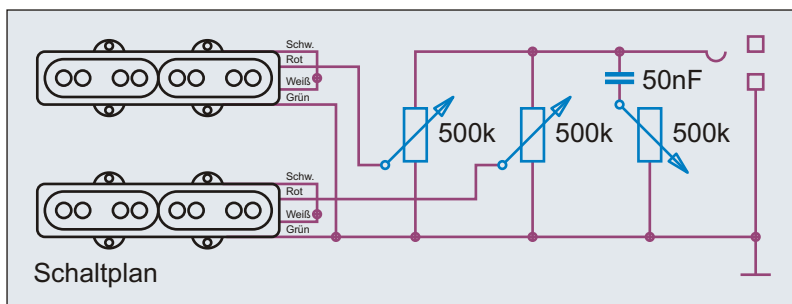 Schw.
Rot
Weiß
Grün
50nF
500k
500k
500k
Schw.
Rot
Weiß
Grün
Schaltplan